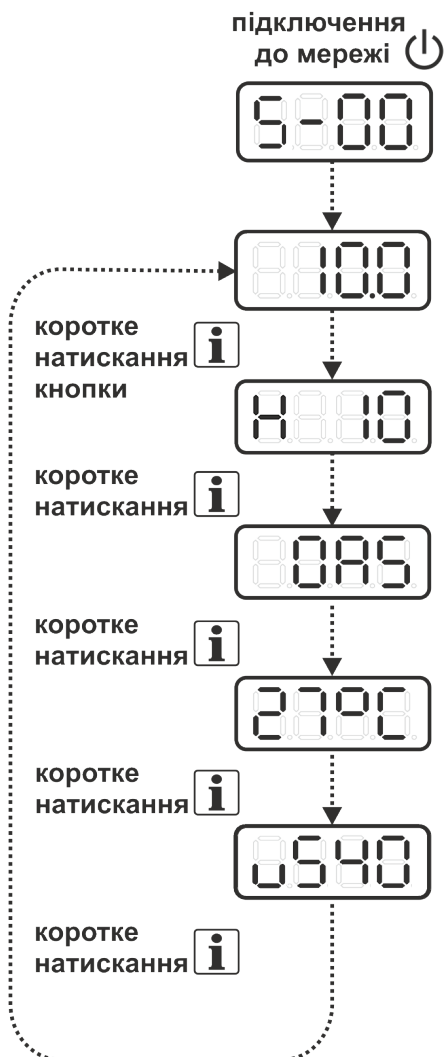 підключення
до мережі
5-00
10.0
коротке
натискання i
кнопки
H 10
коротке
натискання i
0A5
коротке
натискання i
27°C
коротке
натискання i
u540
коротке
натискання i